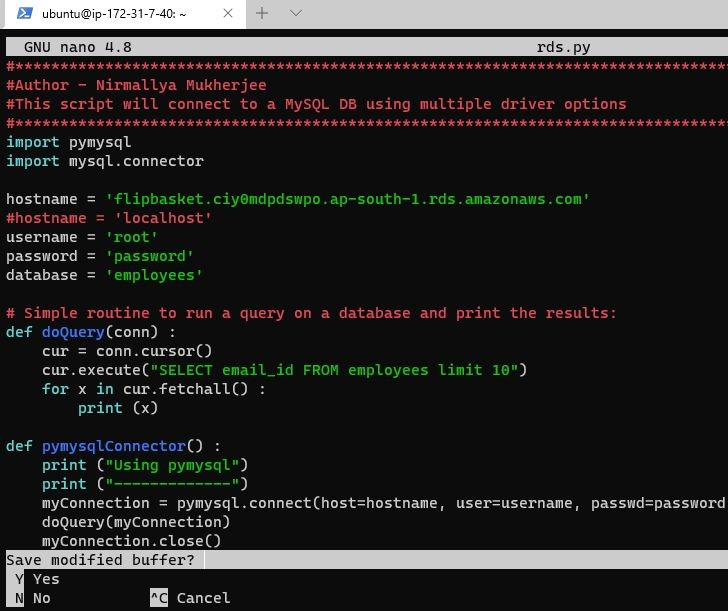 ubuntu@ip-172-31-7-40: ~
GNU nano 4.8 rds.py
#*******************************************************************************
#Author - Nirmallya Mukherjee
#This script will connect to a MySQL DB using multiple driver options
#*******************************************************************************
import pymysql
import mysql.connector
hostname = 'flipbasket.ciy0mdpdswpo.ap-south-1.rds.amazonaws.com'
#hostname = 'localhost'
username = 'root'
password = 'password'
database = 'employees'
# Simple routine to run a query on a database and print the results:
def doQuery(conn) :
    cur = conn.cursor()
    cur.execute("SELECT email_id FROM employees limit 10")
    for x in cur.fetchall() :
        print (x)
def pymysqlConnector() :
    print ("Using pymysql")
    print ("-------------")
    myConnection = pymysql.connect(host=hostname, user=username, passwd=password
    doQuery(myConnection)
    myConnection.close()
Save modified buffer?
Y Yes
N No ^C Cancel